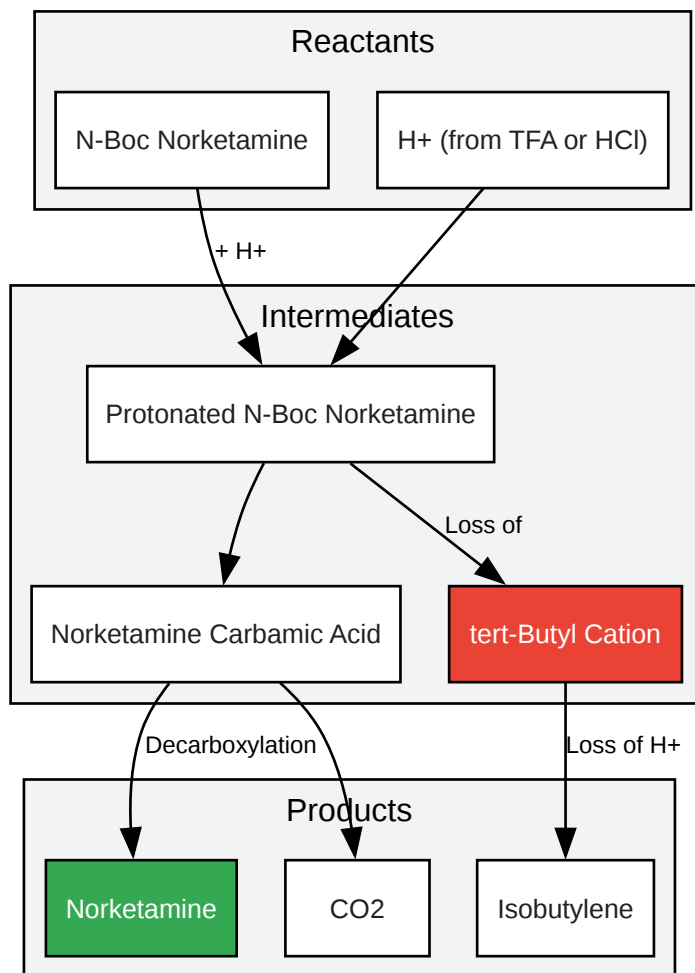 Reactants
N-Boc Norketamine
H+ (from TFA or HCl)
+ H+
Intermediates
Protonated N-Boc Norketamine
Loss of
Norketamine Carbamic Acid
tert-Butyl Cation
Decarboxylation
Loss of H+
Products
Norketamine
CO2
Isobutylene